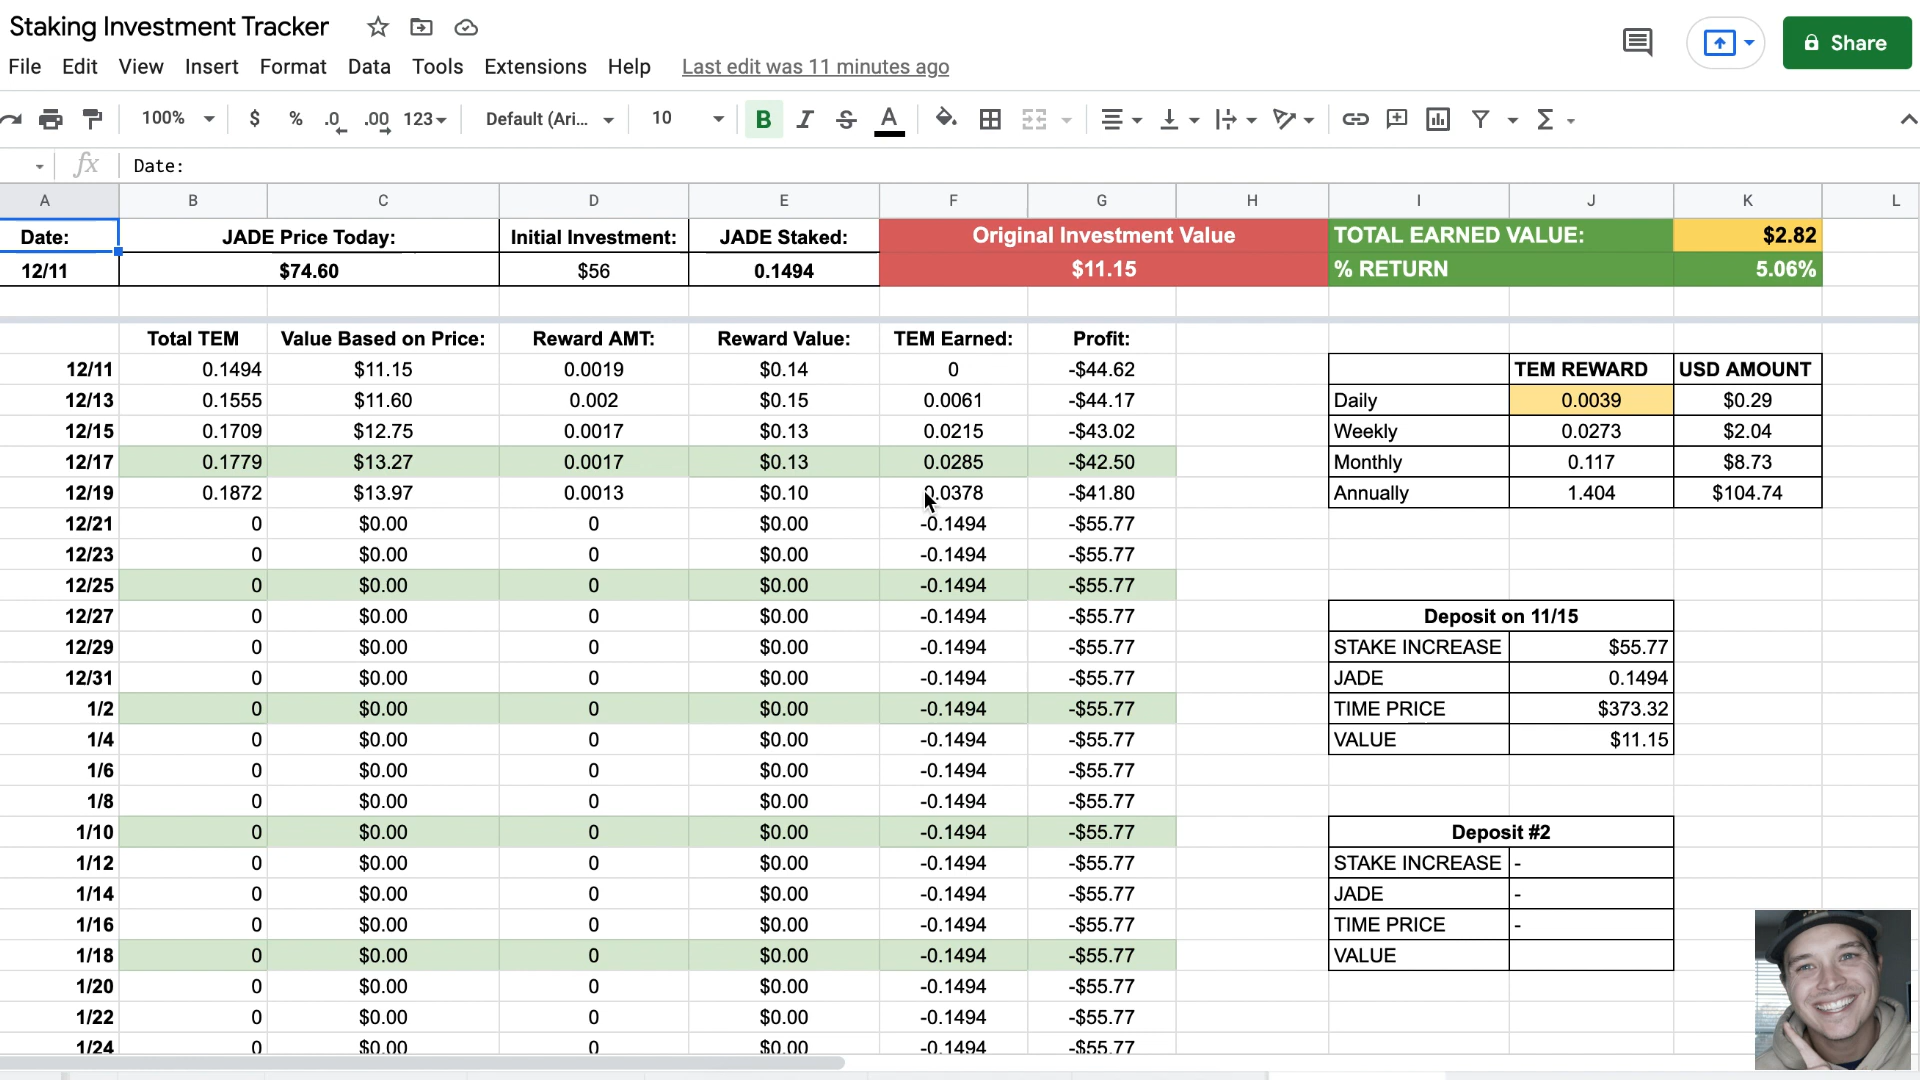 Staking Investment Tracker
File Edit View Insert Format Data Tools Extensions Help Last edit was 11 minutes ago
Share
100% $ % .0 .00 123 Default (Ari... 10 B I S A Σ
fx Date:
A B C D E F G H I J K L
Date: JADE Price Today: Initial Investment: JADE Staked: Original Investment Value TOTAL EARNED VALUE: $2.82
12/11 $74.60 $56 0.1494 $11.15 % RETURN 5.06%
Total TEM Value Based on Price: Reward AMT: Reward Value: TEM Earned: Profit:
12/11 0.1494 $11.15 0.0019 $0.14 0 -$44.62 TEM REWARD USD AMOUNT
12/13 0.1555 $11.60 0.002 $0.15 0.0061 -$44.17 Daily 0.0039 $0.29
12/15 0.1709 $12.75 0.0017 $0.13 0.0215 -$43.02 Weekly 0.0273 $2.04
12/17 0.1779 $13.27 0.0017 $0.13 0.0285 -$42.50 Monthly 0.117 $8.73
12/19 0.1872 $13.97 0.0013 $0.10 0.0378 -$41.80 Annually 1.404 $104.74
12/21 0 $0.00 0 $0.00 -0.1494 -$55.77
12/23 0 $0.00 0 $0.00 -0.1494 -$55.77
12/25 0 $0.00 0 $0.00 -0.1494 -$55.77
12/27 0 $0.00 0 $0.00 -0.1494 -$55.77 Deposit on 11/15
12/29 0 $0.00 0 $0.00 -0.1494 -$55.77 STAKE INCREASE $55.77
12/31 0 $0.00 0 $0.00 -0.1494 -$55.77 JADE 0.1494
1/2 0 $0.00 0 $0.00 -0.1494 -$55.77 TIME PRICE $373.32
1/4 0 $0.00 0 $0.00 -0.1494 -$55.77 VALUE $11.15
1/6 0 $0.00 0 $0.00 -0.1494 -$55.77
1/8 0 $0.00 0 $0.00 -0.1494 -$55.77
1/10 0 $0.00 0 $0.00 -0.1494 -$55.77 Deposit #2
1/12 0 $0.00 0 $0.00 -0.1494 -$55.77 STAKE INCREASE -
1/14 0 $0.00 0 $0.00 -0.1494 -$55.77 JADE -
1/16 0 $0.00 0 $0.00 -0.1494 -$55.77 TIME PRICE -
1/18 0 $0.00 0 $0.00 -0.1494 -$55.77 VALUE
1/20 0 $0.00 0 $0.00 -0.1494 -$55.77
1/22 0 $0.00 0 $0.00 -0.1494 -$55.77
1/24 0 $0.00 0 $0.00 -0.1494 -$55.77